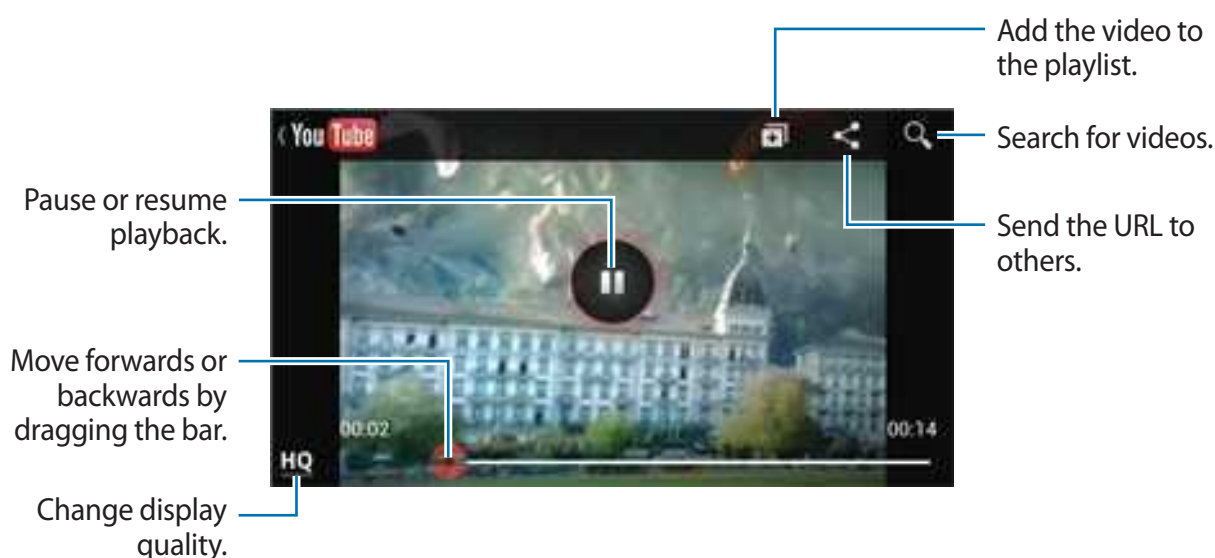 Add the video to
the playlist.
‹ You Tube
Search for videos.
Pause or resume
playback.
Send the URL to
others.
Move forwards or
backwards by
dragging the bar.
00:02
00:14
HQ
Change display
quality.